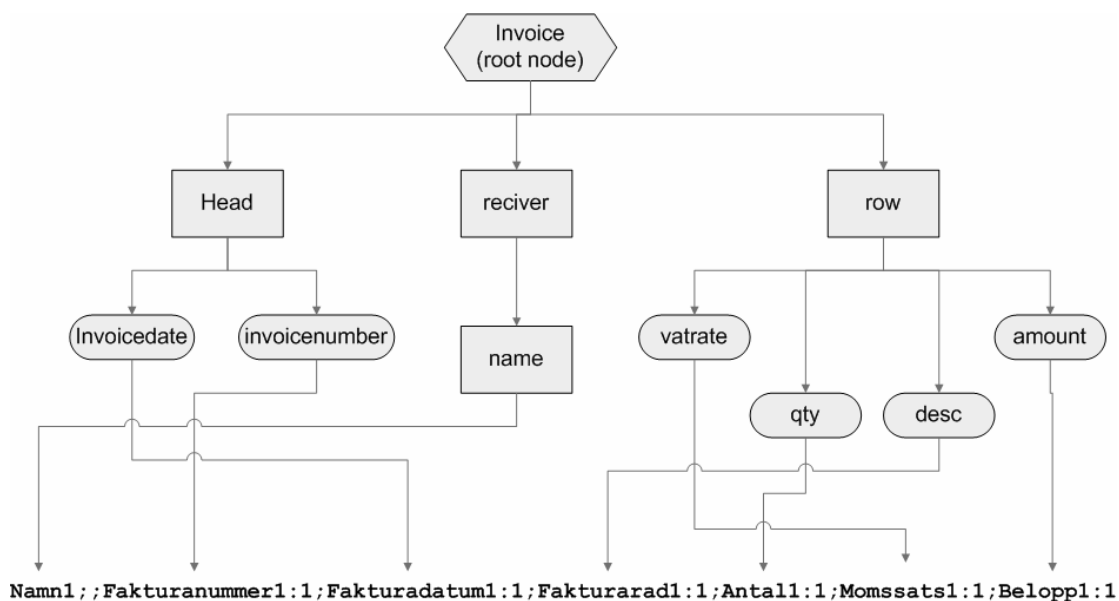 Invoice
(root node)
Head
reciver
row
Invoicedate
invoicenumber
name
vatrate
amount
qty
desc
Namn1;;Fakturanummer1:1;Fakturadatum1:1;Fakturarad1:1;Antal1:1;Momssats1:1;Belopp1:1